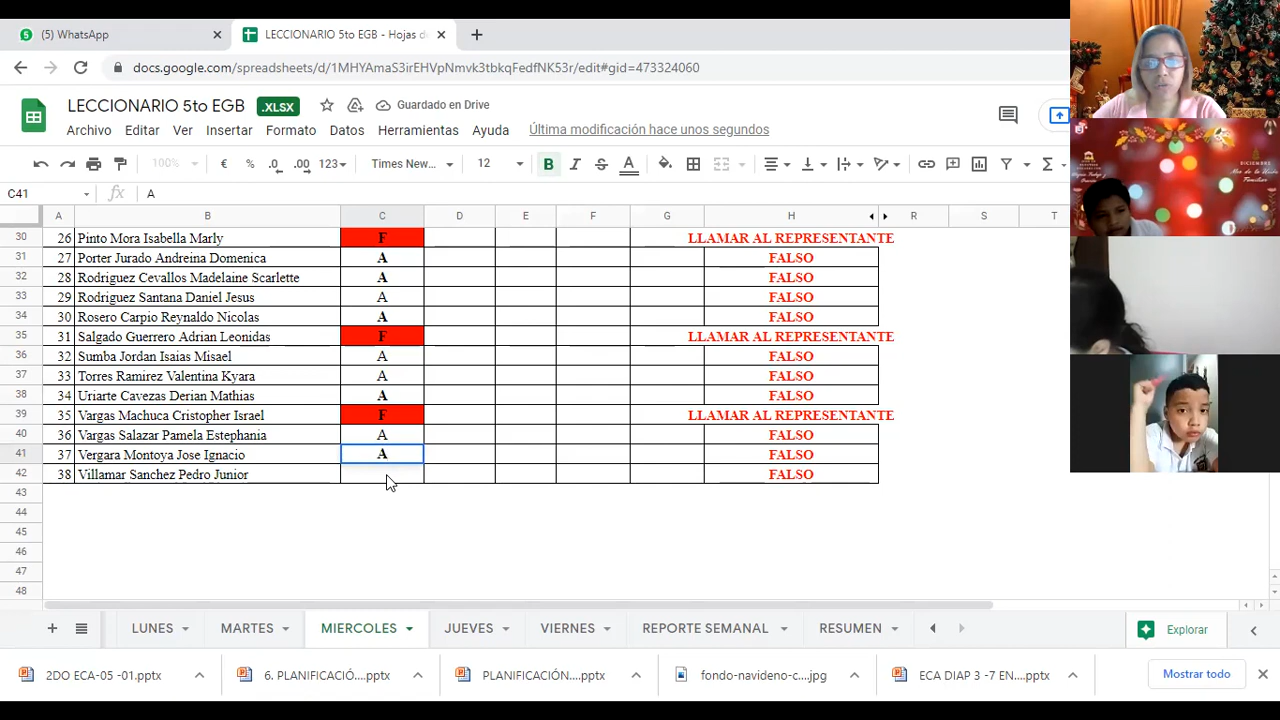 (5) WhatsApp
LECCIONARIO 5to EGB - Hojas de
docs.google.com/spreadsheets/d/1MHYAmaS3irEHVpNmvk3tbkqFedfNK53r/edit#gid=473324060
LECCIONARIO 5to EGB .XLSX Guardado en Drive
Archivo Editar Ver Insertar Formato Datos Herramientas Ayuda Última modificación hace unos segundos
100% € % .0 .00 123 Times New... 12 B I S A
C41 fx A
A B C D E F G H R S T
30 26 Pinto Mora Isabella Marly F LLAMAR AL REPRESENTANTE
31 27 Porter Jurado Andreina Domenica A FALSO
32 28 Rodriguez Cevallos Madelaine Scarlette A FALSO
33 29 Rodriguez Santana Daniel Jesus A FALSO
34 30 Rosero Carpio Reynaldo Nicolas A FALSO
35 31 Salgado Guerrero Adrian Leonidas F LLAMAR AL REPRESENTANTE
36 32 Sumba Jordan Isaias Misael A FALSO
37 33 Torres Ramirez Valentina Kyara A FALSO
38 34 Uriarte Cavezas Derian Mathias A FALSO
39 35 Vargas Machuca Cristopher Israel F LLAMAR AL REPRESENTANTE
40 36 Vargas Salazar Pamela Estephania A FALSO
41 37 Vergara Montoya Jose Ignacio A FALSO
42 38 Villamar Sanchez Pedro Junior FALSO
43
44
45
46
47
48
LUNES MARTES MIERCOLES JUEVES VIERNES REPORTE SEMANAL RESUMEN Explorar
2DO ECA-05 -01.pptx 6. PLANIFICACIÓ....pptx PLANIFICACIÓN....pptx fondo-navideno-c....jpg ECA DIAP 3 -7 EN....pptx Mostrar todo